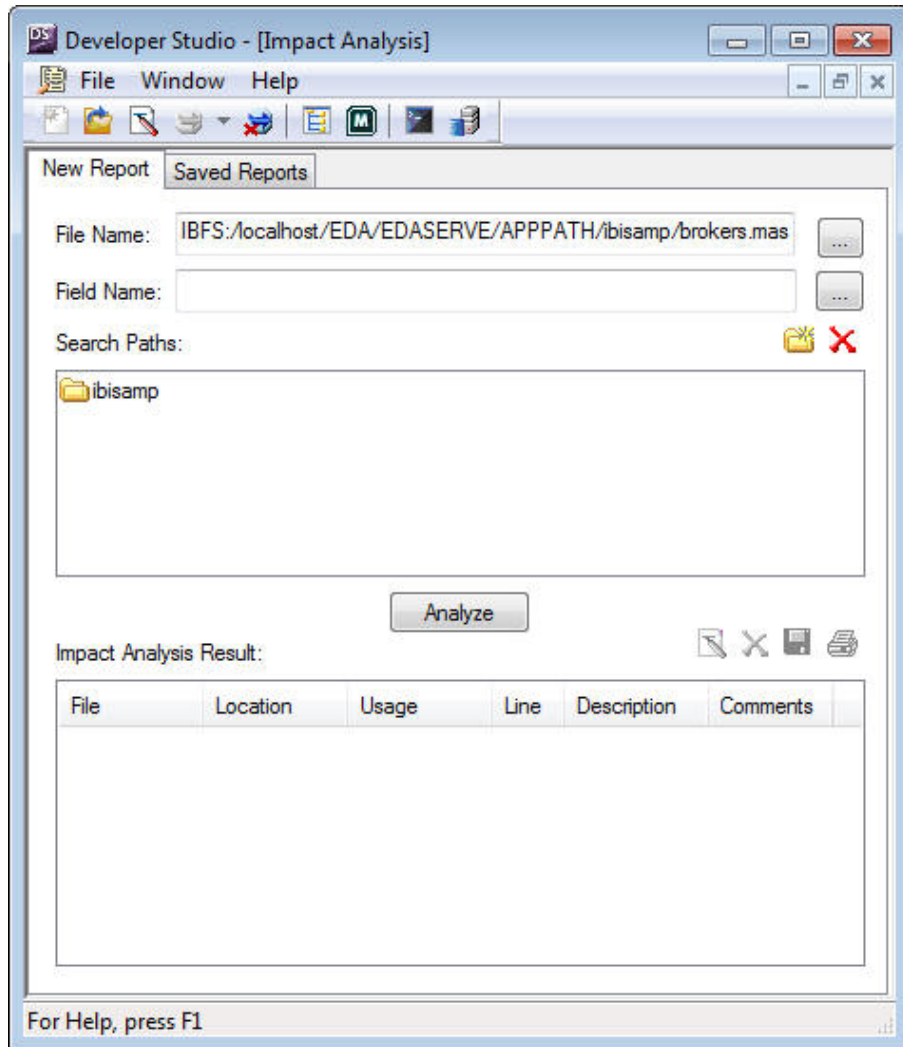 DS Developer Studio - [Impact Analysis]
File Window Help
M
New Report Saved Reports
File Name: IBFS:/localhost/EDA/EDASERVE/APPPATH/ibisamp/brokers.mas ...
Field Name: ...
Search Paths:
ibisamp
Analyze
Impact Analysis Result:
File Location Usage Line Description Comments
For Help, press F1